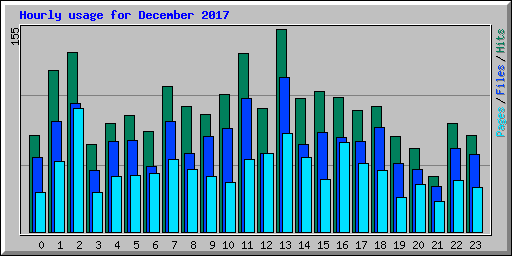 Hourly usage for December 2017
155
Pages/Files/Hits
0 1 2 3 4 5 6 7 8 9 10 11 12 13 14 15 16 17 18 19 20 21 22 23